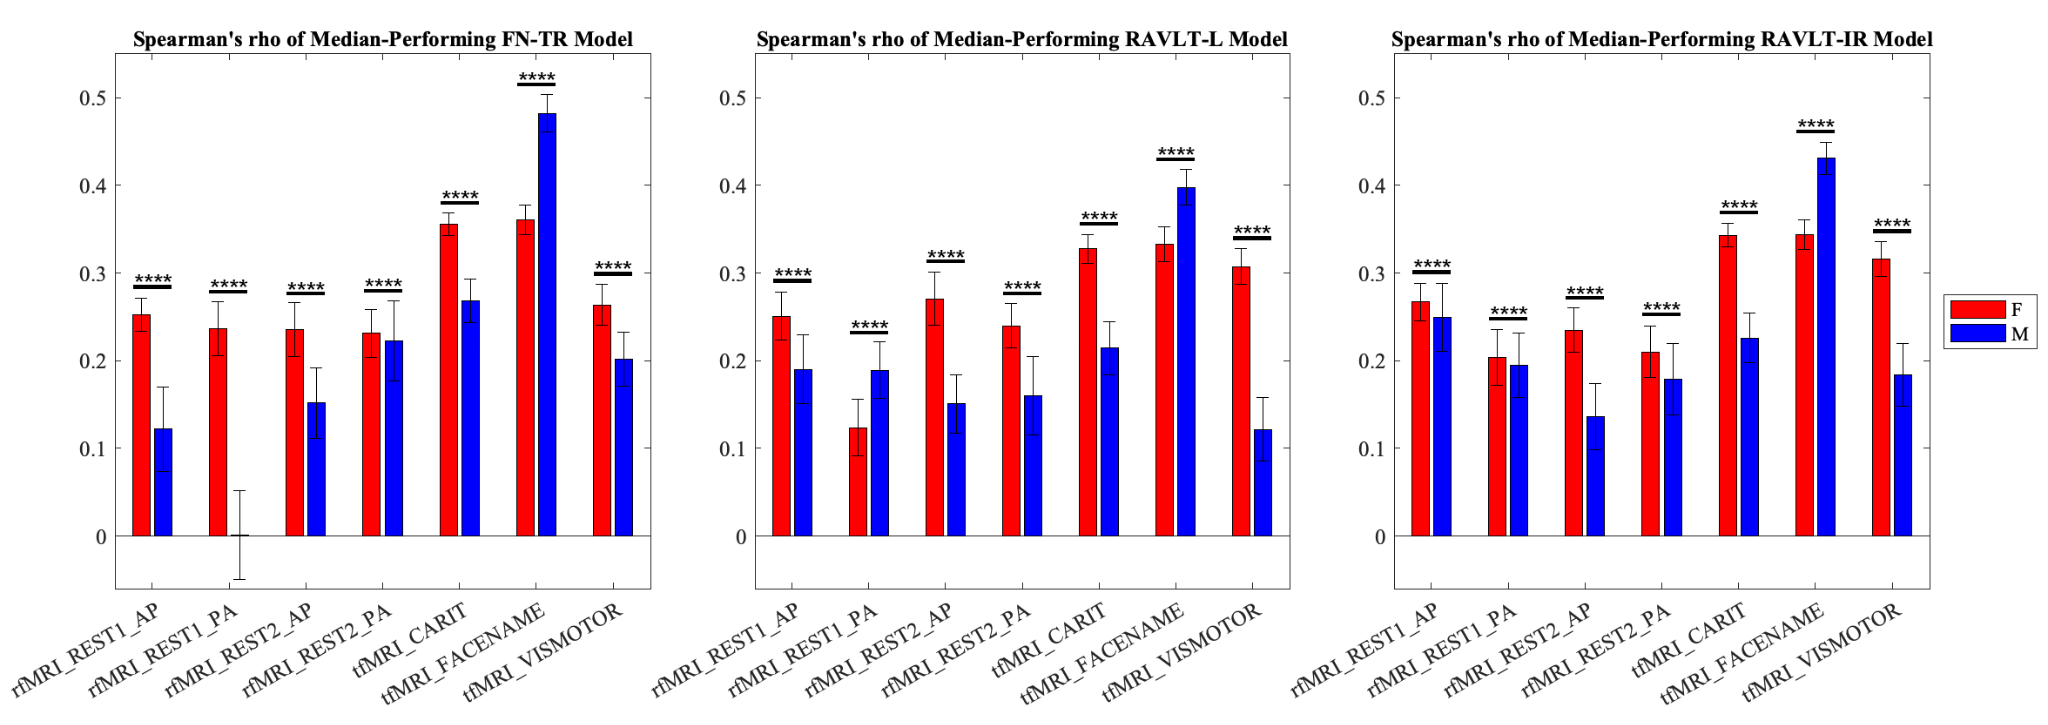 Spearman's rho of Median-Performing FN-TR Model
0.5
0.4
0.3
0.2
0.1
0
****
****
****
****
****
****
****
rfMRI_REST1_AP
rfMRI_REST1_PA
rfMRI_REST2_AP
rfMRI_REST2_PA
tfMRI_CARIT
tfMRI_FACENAME
tfMRI_VISMOTOR
Spearman's rho of Median-Performing RAVLT-L Model
0.5
0.4
0.3
0.2
0.1
0
****
****
****
****
****
****
****
rfMRI_REST1_AP
rfMRI_REST1_PA
rfMRI_REST2_AP
rfMRI_REST2_PA
tfMRI_CARIT
tfMRI_FACENAME
tfMRI_VISMOTOR
Spearman's rho of Median-Performing RAVLT-IR Model
0.5
0.4
0.3
0.2
0.1
0
****
****
****
****
****
****
****
rfMRI_REST1_AP
rfMRI_REST1_PA
rfMRI_REST2_AP
rfMRI_REST2_PA
tfMRI_CARIT
tfMRI_FACENAME
tfMRI_VISMOTOR
F
M